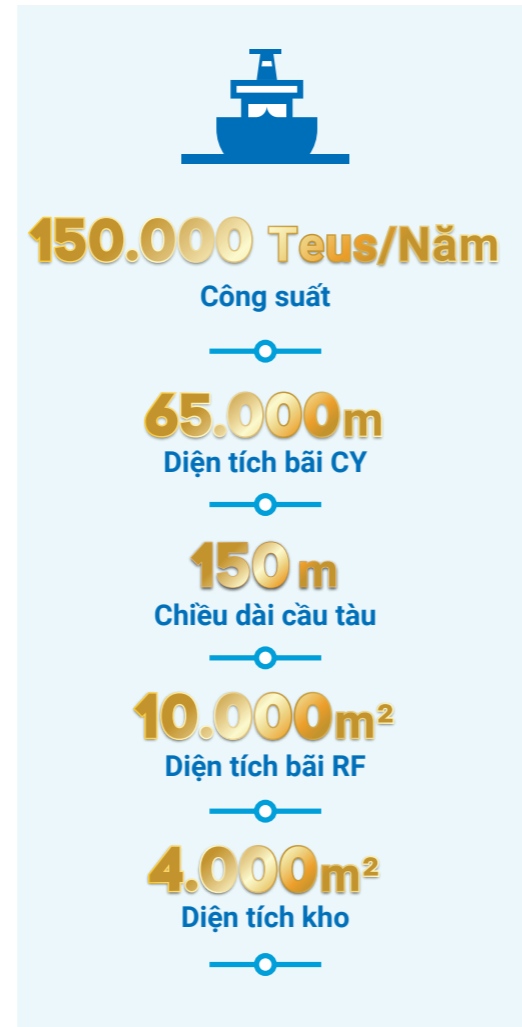 150.000 Teus/Năm
Công suất
65.000m
Diện tích bãi CY
150 m
Chiều dài cầu tàu
10.000m²
Diện tích bãi RF
4.000m²
Diện tích kho